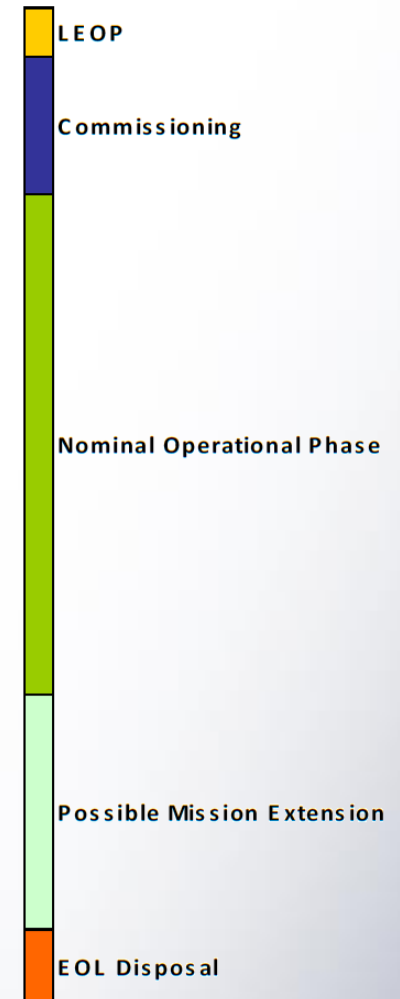 LEOP
Commissioning
Nominal Operational Phase
Possible Mission Extension
EOL Disposal